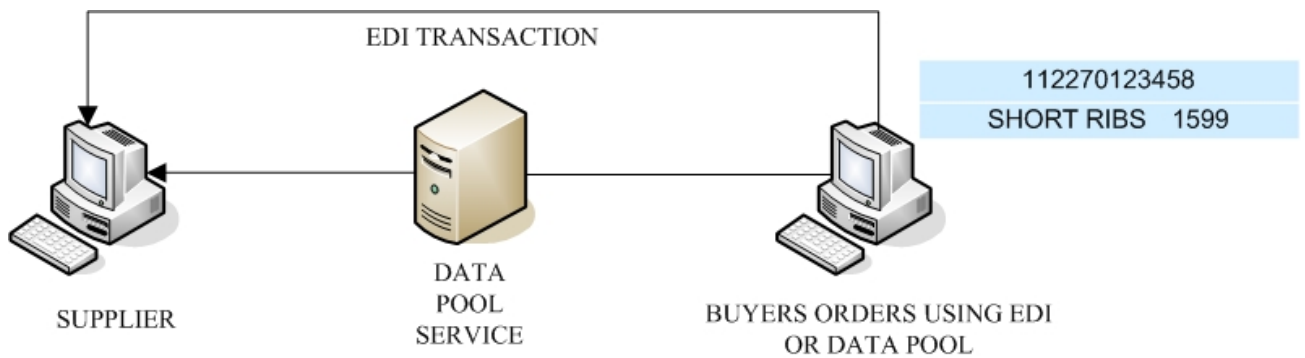 EDI TRANSACTION
112270123458
SHORT RIBS 1599
SUPPLIER
DATA
POOL
SERVICE
BUYERS ORDERS USING EDI
OR DATA POOL